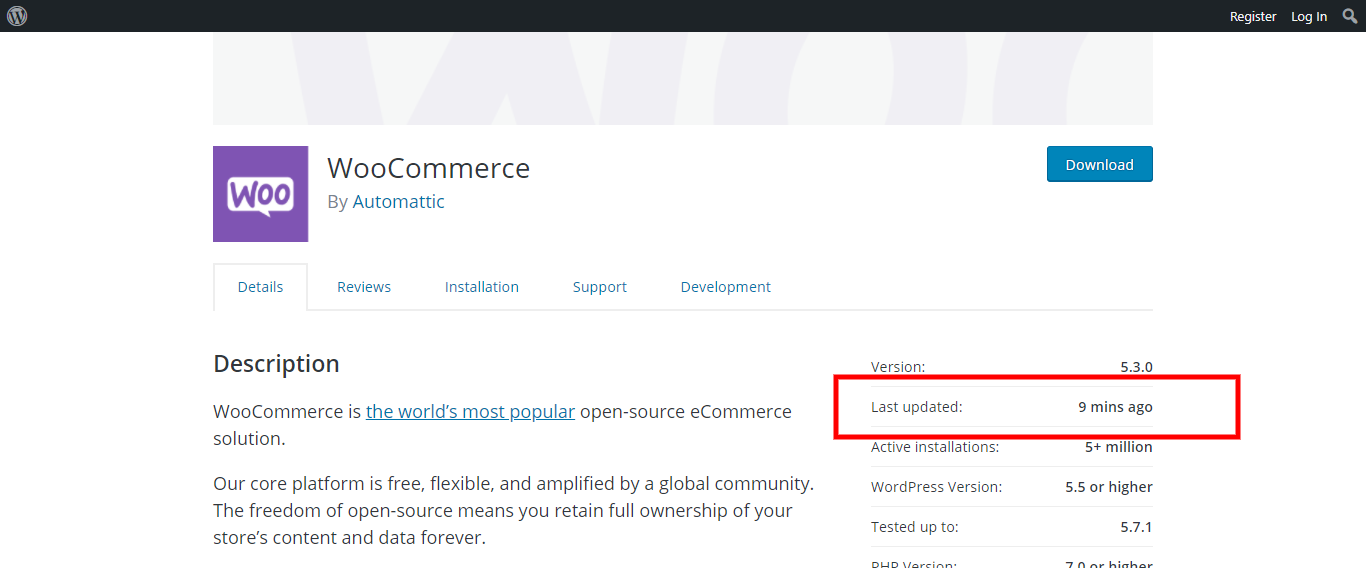 Register Log In
WOO
WooCommerce
By Automattic
Download
Details Reviews Installation Support Development
Description
WooCommerce is the world's most popular open-source eCommerce
solution.
Our core platform is free, flexible, and amplified by a global community.
The freedom of open-source means you retain full ownership of your
store's content and data forever.
Version: 5.3.0
Last updated: 9 mins ago
Active installations: 5+ million
WordPress Version: 5.5 or higher
Tested up to: 5.7.1
PHP Version: 7.0 or higher